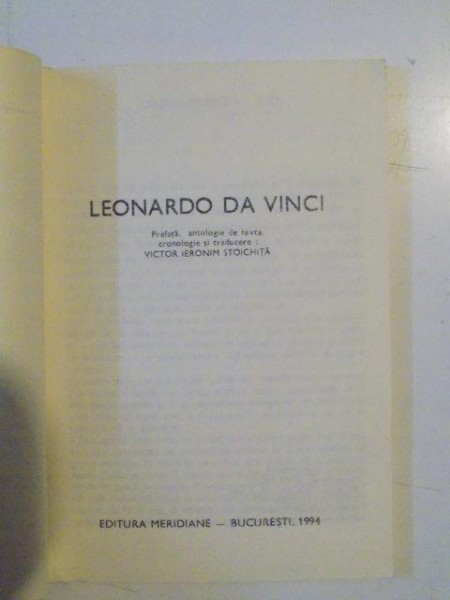 LEONARDO DA VINCI
Prefață, antologie de texte,
cronologie și traducere :
VICTOR IERONIM STOICHIȚĂ
EDITURA MERIDIANE — BUCUREȘTI, 1994